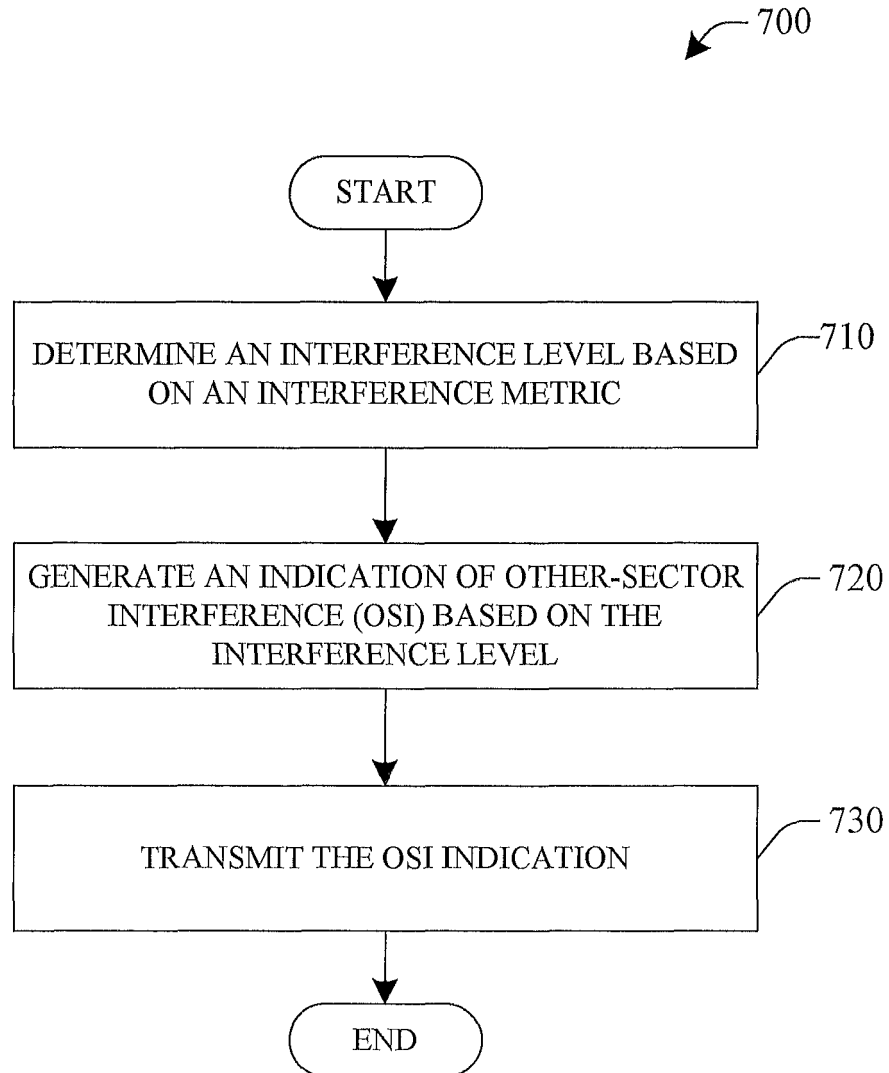 700
START
DETERMINE AN INTERFERENCE LEVEL BASED
ON AN INTERFERENCE METRIC
710
GENERATE AN INDICATION OF OTHER-SECTOR
INTERFERENCE (OSI) BASED ON THE
INTERFERENCE LEVEL
720
TRANSMIT THE OSI INDICATION
730
END